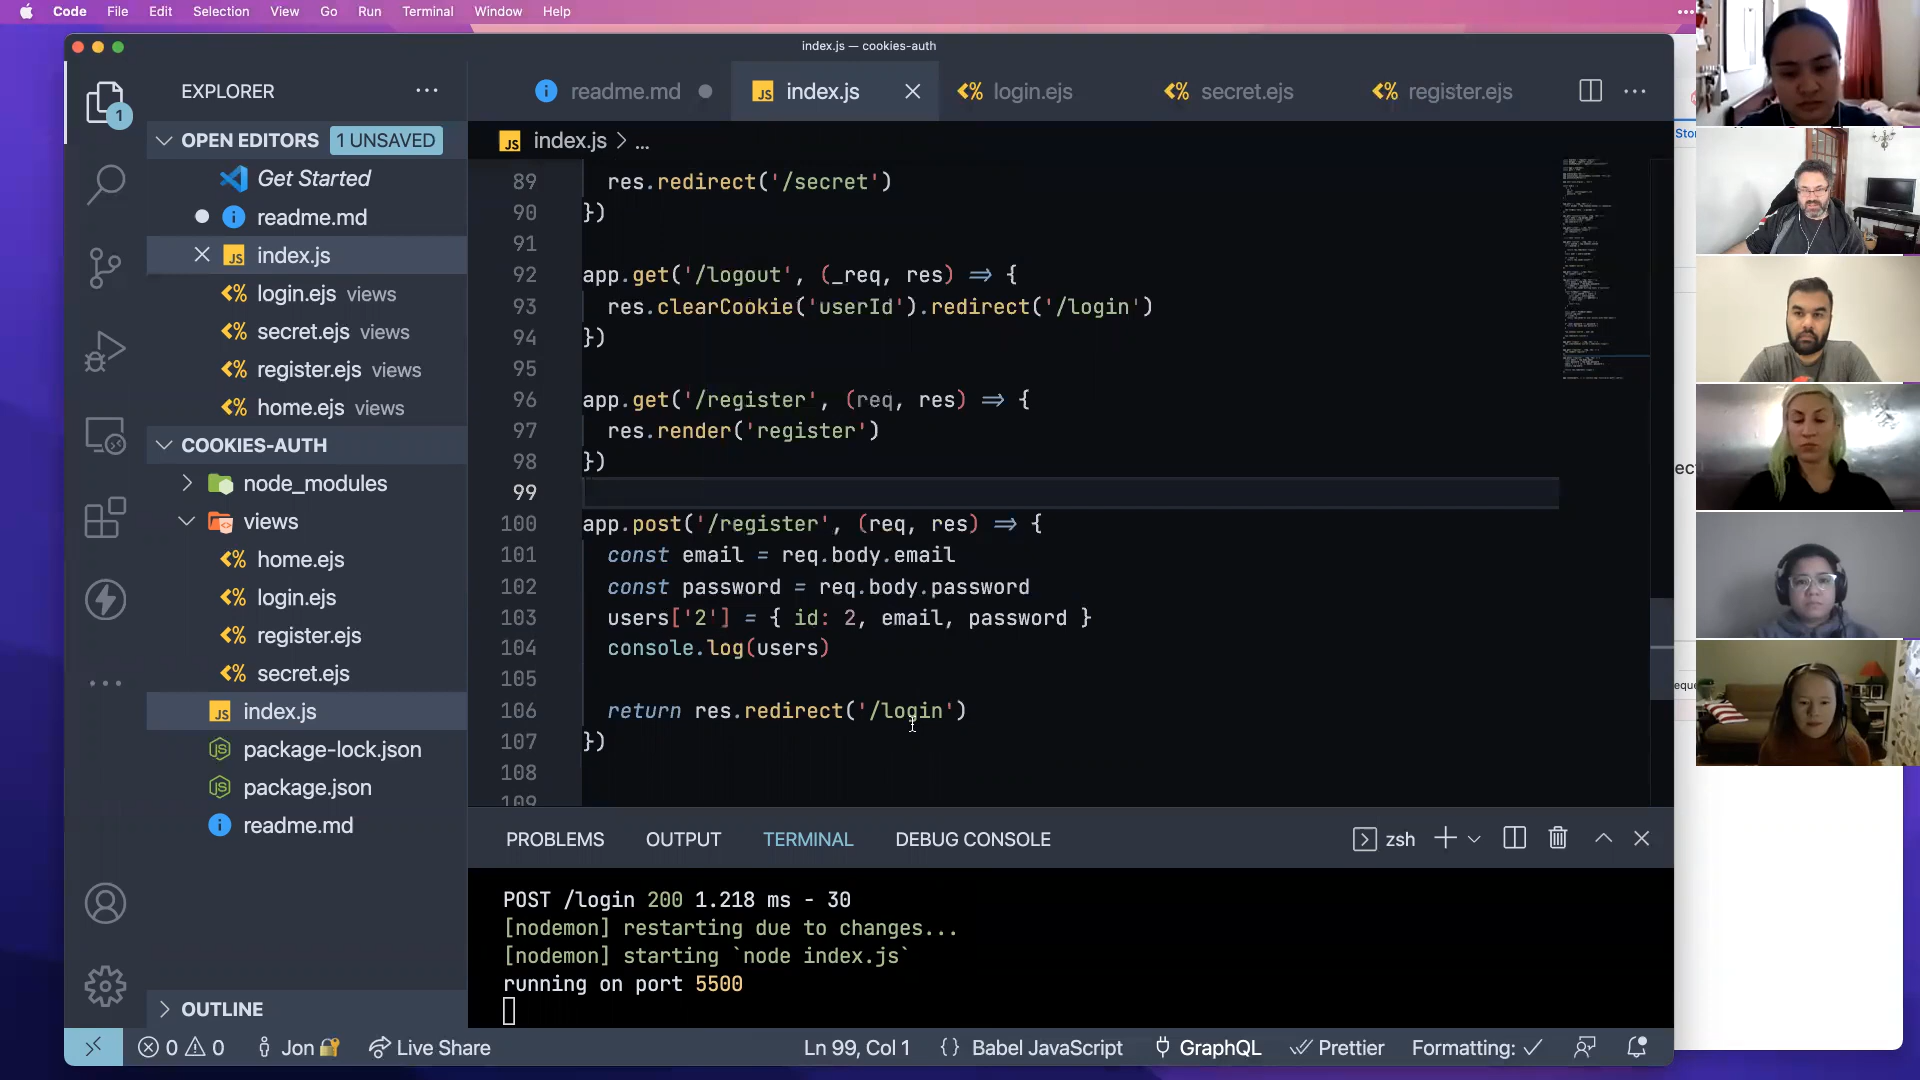 Code File Edit Selection View Go Run Terminal Window Help
index.js — cookies-auth
EXPLORER
readme.md
index.js
login.ejs
secret.ejs
register.ejs
1
OPEN EDITORS 1 UNSAVED
Get Started
readme.md
index.js
login.ejs views
secret.ejs views
register.ejs views
home.ejs views
COOKIES-AUTH
node_modules
views
home.ejs
login.ejs
register.ejs
secret.ejs
index.js
package-lock.json
package.json
readme.md
OUTLINE
index.js > ...
89 res.redirect('/secret')
90 })
91
92 app.get('/logout', (_req, res) => {
93 res.clearCookie('userId').redirect('/login')
94 })
95
96 app.get('/register', (req, res) => {
97 res.render('register')
98 })
99
100 app.post('/register', (req, res) => {
101 const email = req.body.email
102 const password = req.body.password
103 users['2'] = { id: 2, email, password }
104 console.log(users)
105
106 return res.redirect('/login')
107 })
108
109
PROBLEMS OUTPUT TERMINAL DEBUG CONSOLE zsh
POST /login 200 1.218 ms - 30
[nodemon] restarting due to changes...
[nodemon] starting `node index.js`
running on port 5500
0 0 Jon Live Share Ln 99, Col 1 {} Babel JavaScript GraphQL Prettier Formatting: ✓